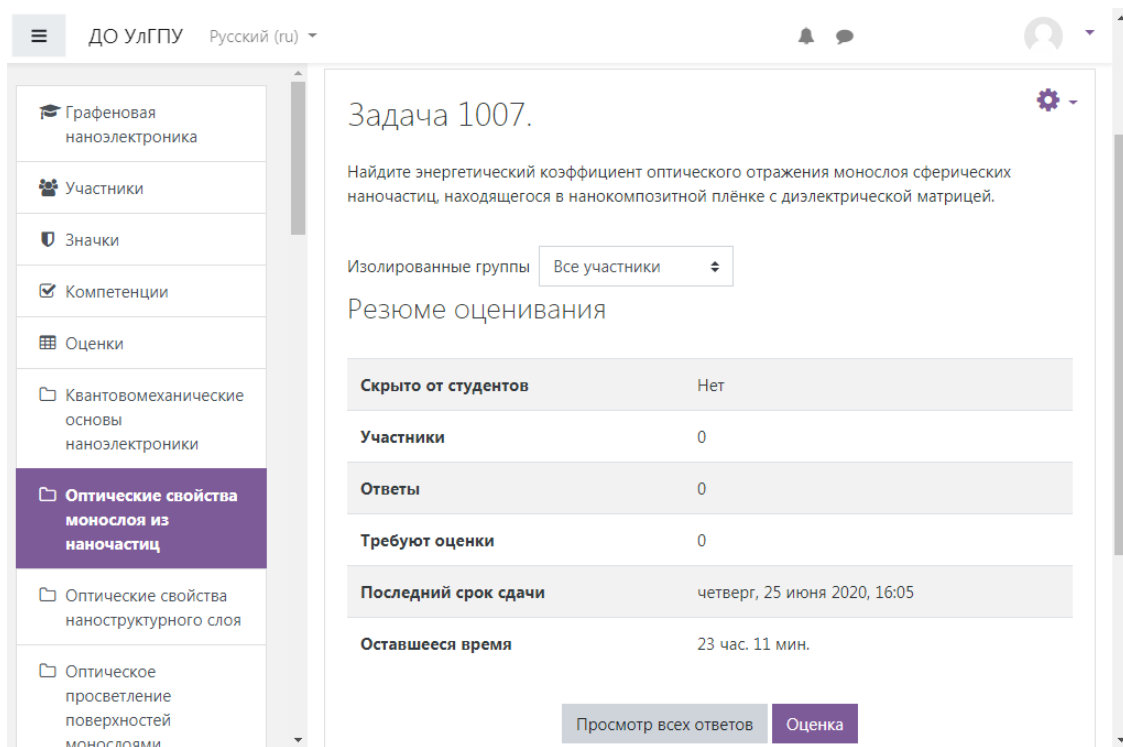 ДО УлГПУ Русский (ru)
Графеновая
наноэлектроника
Участники
Значки
Компетенции
Оценки
Квантовомеханические
основы
наноэлектроники
Оптические свойства
монослоя из
наночастиц
Оптические свойства
наноструктурного слоя
Оптическое
просветление
поверхностей
монослоями
Задача 1007.
Найдите энергетический коэффициент оптического отражения монослоя сферических
наночастиц, находящегося в нанокомпозитной плёнке с диэлектрической матрицей.
Изолированные группы Все участники
Резюме оценивания
Скрыто от студентов Нет
Участники 0
Ответы 0
Требуют оценки 0
Последний срок сдачи четверг, 25 июня 2020, 16:05
Оставшееся время 23 час. 11 мин.
Просмотр всех ответов Оценка